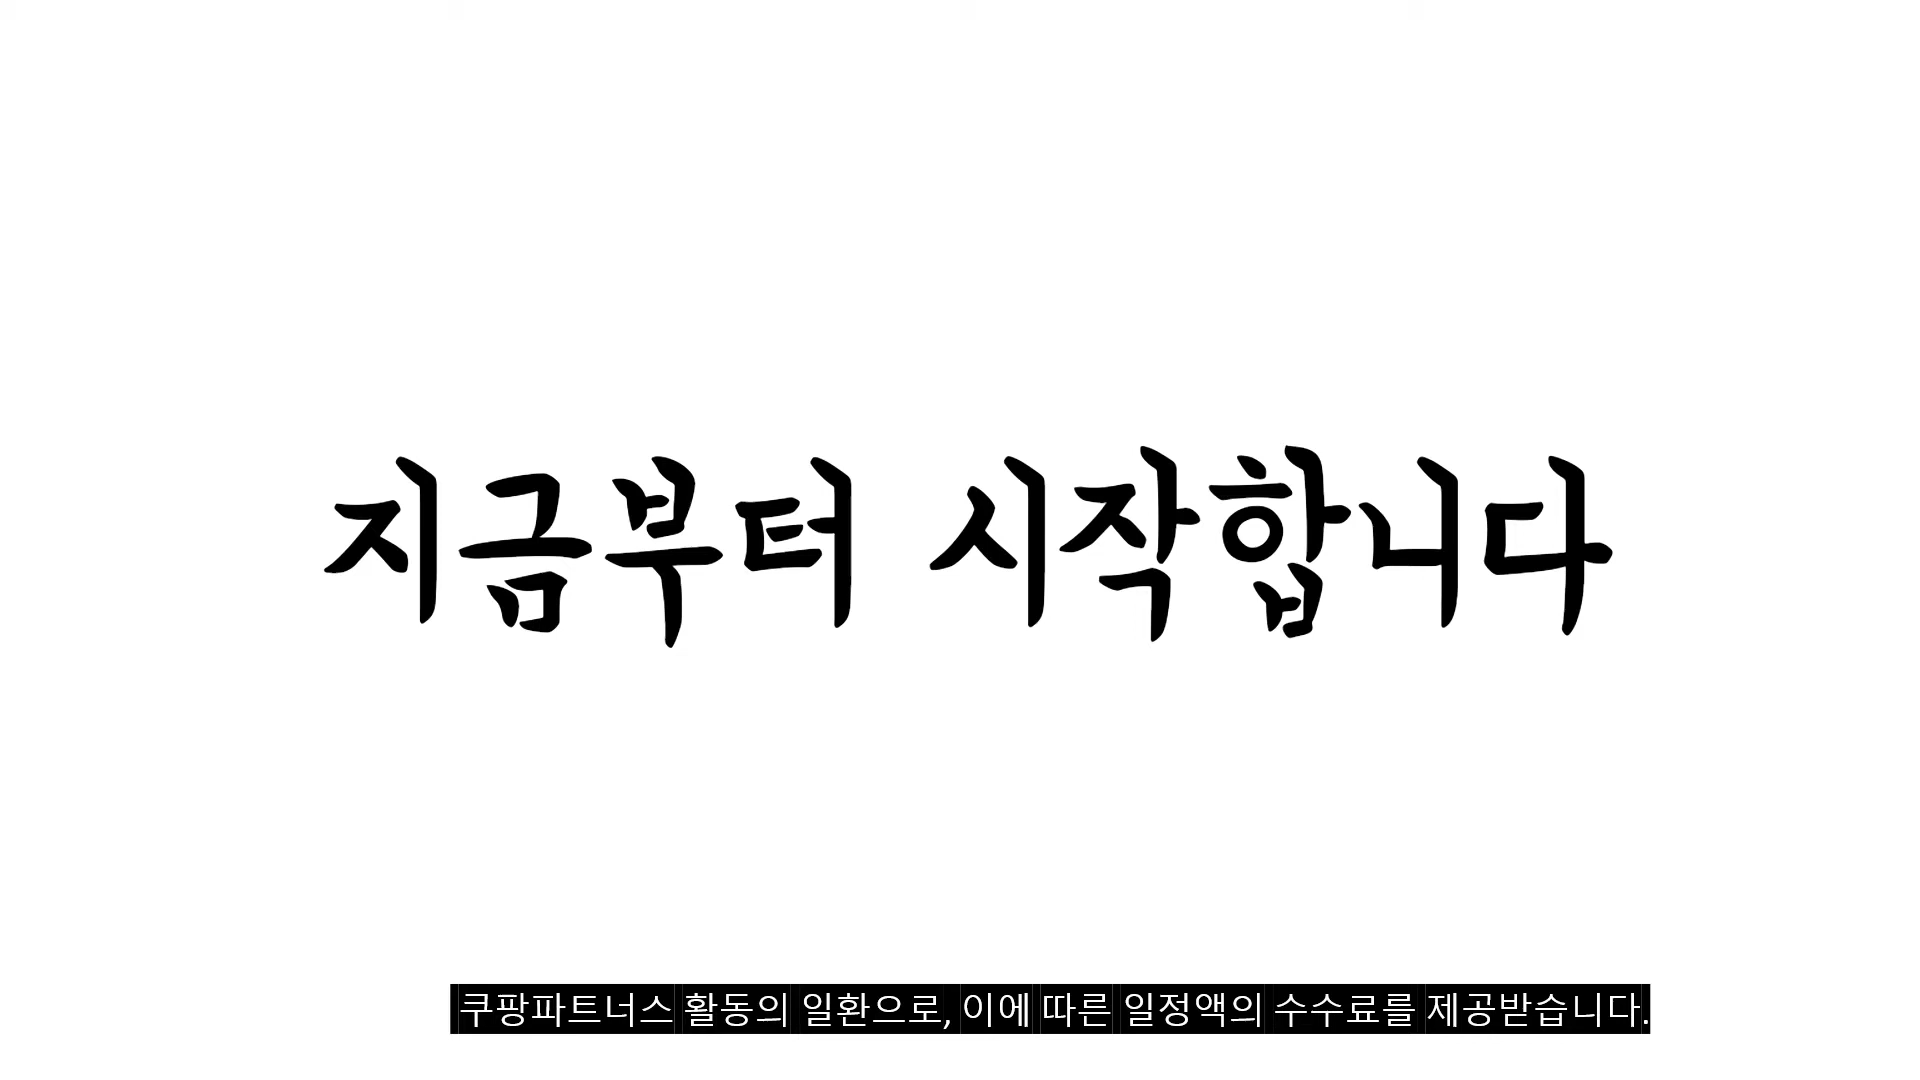 지금부터 시작합니다
쿠팡파트너스 활동의 일환으로, 이에 따른 일정액의 수수료를 제공받습니다.